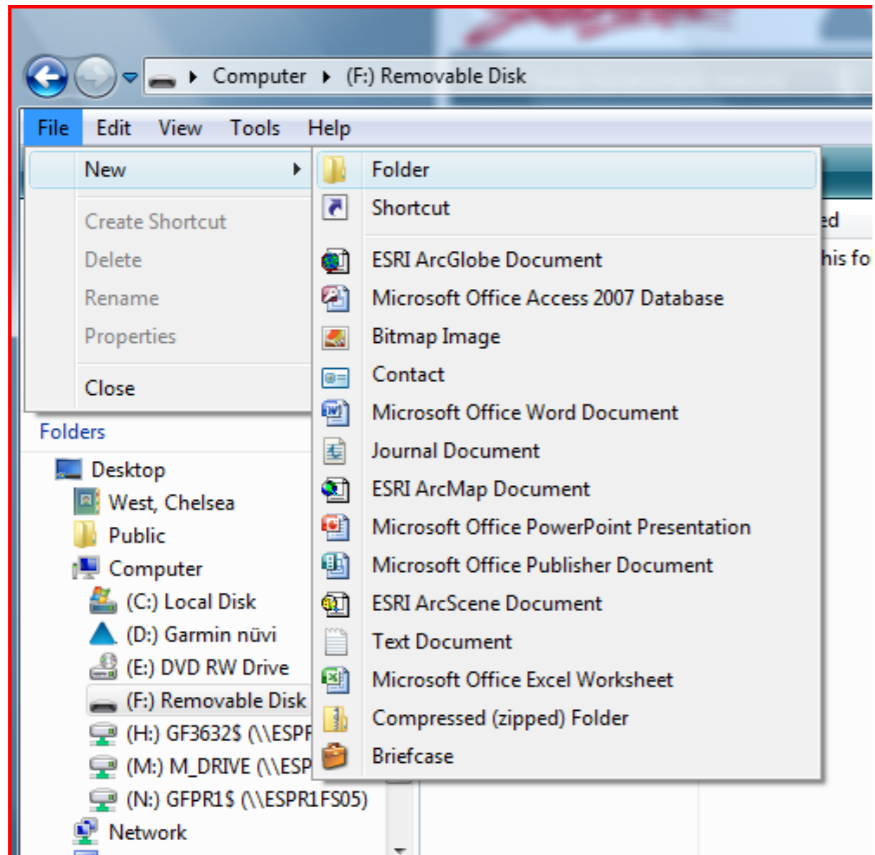 Computer (F:) Removable Disk
File Edit View Tools Help
New
Create Shortcut
Delete
Rename
Properties
Close
Folder
Shortcut
ESRI ArcGlobe Document
Microsoft Office Access 2007 Database
Bitmap Image
Contact
Microsoft Office Word Document
Journal Document
ESRI ArcMap Document
Microsoft Office PowerPoint Presentation
Microsoft Office Publisher Document
ESRI ArcScene Document
Text Document
Microsoft Office Excel Worksheet
Compressed (zipped) Folder
Briefcase
ed
his fo
Folders
Desktop
West, Chelsea
Public
Computer
(C:) Local Disk
(D:) Garmin nüvi
(E:) DVD RW Drive
(F:) Removable Disk
(H:) GF3632$ (\\ESPR
(M:) M_DRIVE (\\ESP
(N:) GFPR1$ (\\ESPR1FS05)
Network